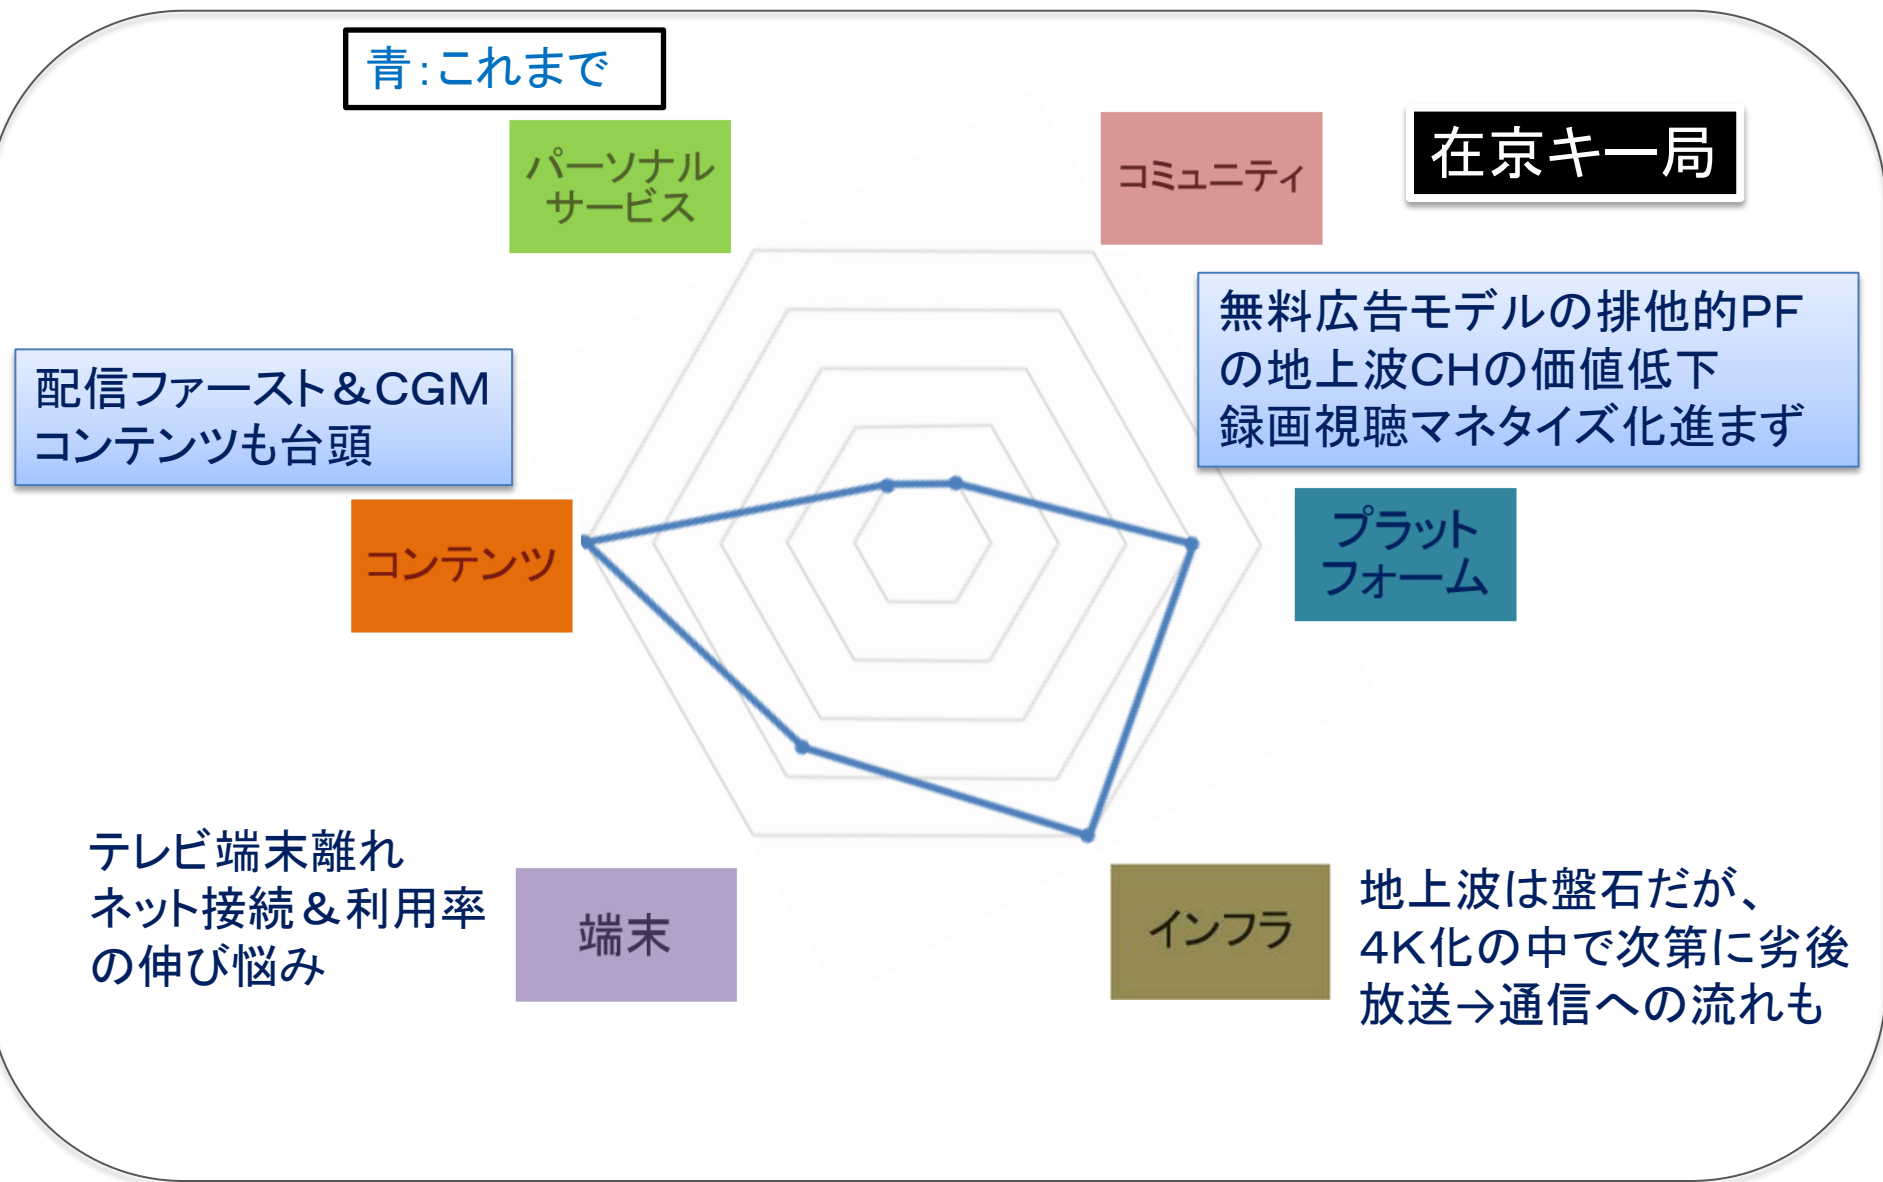 青：これまで
パーソナル
サービス
コミュニティ
在京キー局
無料広告モデルの排他的PF
の地上波CHの価値低下
録画視聴マネタイズ化進まず
配信ファースト＆CGM
コンテンツも台頭
コンテンツ
プラット
フォーム
テレビ端末離れ
ネット接続＆利用率
の伸び悩み
端末
インフラ
地上波は盤石だが、
4K化の中で次第に劣後
放送→通信への流れも